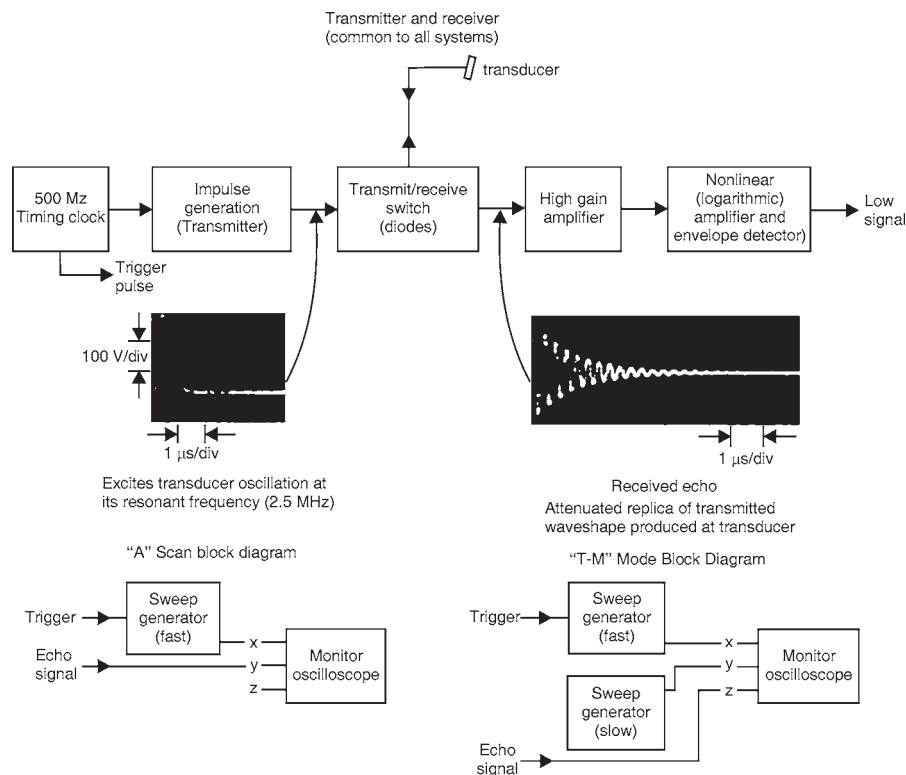 Transmitter and receiver
(common to all systems)
transducer
500 Mz
Timing clock
Impulse
generation
(Transmitter)
Transmit/receive
switch
(diodes)
High gain
amplifier
Nonlinear
(logarithmic)
amplifier and
envelope detector)
Low
signal
Trigger
pulse
100 V/div
1 μs/div
1 μs/div
Excites transducer oscillation at
its resonant frequency (2.5 MHz)
Received echo
Attenuated replica of transmitted
waveshape produced at transducer
“A” Scan block diagram
Trigger
Sweep
generator
(fast)
Echo
signal
x
y
z
Monitor
oscilloscope
“T-M” Mode Block Diagram
Trigger
Sweep
generator
(fast)
x
y
z
Monitor
oscilloscope
Sweep
generator
(slow)
Echo
signal